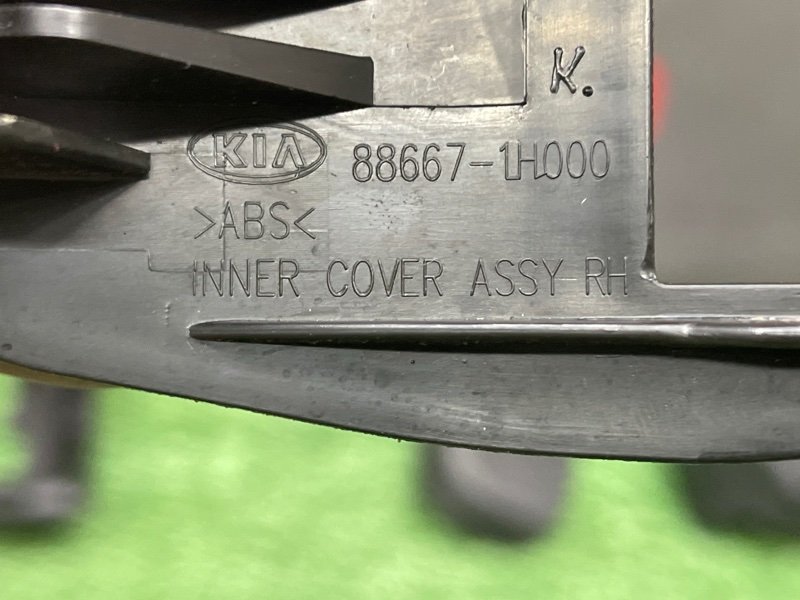 K.
KIA 88667-1H000
>ABS<
INNER COVER ASSY-RH